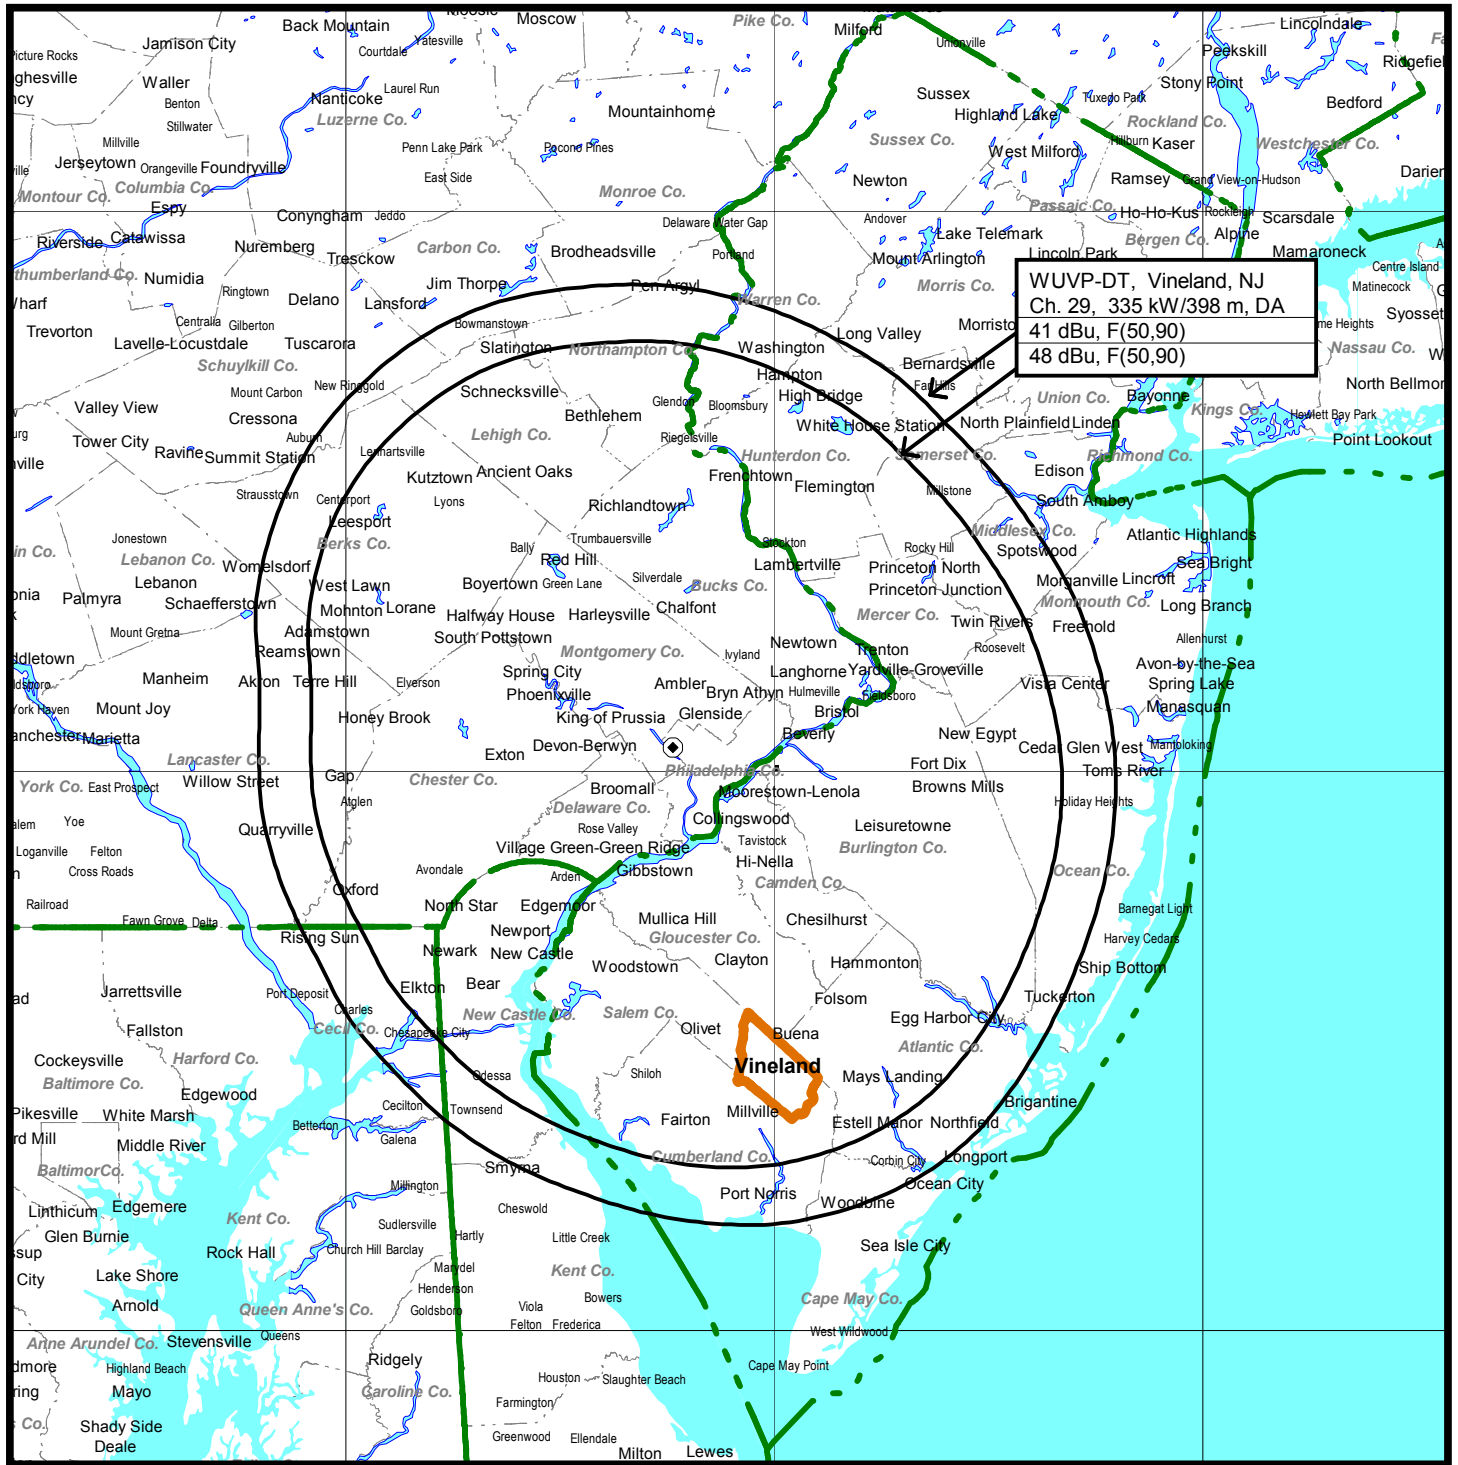 Back Mountain
Moscow
Pike Co.
Milford
Lincolndale
Jamison City
Courtdale
Yatesville
Unionville
Peekskill
Picture Rocks
Waller
Laurel Run
Sussex
Stony Point
Nanticoke
Benton
Luzerne Co.
Mountainhome
Highland Lake
Tuxedo Park
Bedford
Stillwater
Rockland Co.
Millville
Penn Lake Park
Pocono Pines
Sussex Co.
West Milford
Hillburn
Kaser
Westchester Co.
Jerseytown
Orangeville
Foundryville
East Side
Newton
Ramsey
Grand View-on-Hudson
Montour Co.
Columbia Co.
Monroe Co.
Espy
Conyngham
Jeddo
Delaware Water Gap
Andover
Passaic Co.
Ho-Ho-Kus
Rockleigh
Scarsdale
Riverside
Catawissa
Nuremberg
Carbon Co.
Brodheadsville
Portland
Lake Telemark
Bergen Co.
Alpine
Mamaroneck
Tresckow
Mount Arlington
Lincoln Park
Centre Island
Numidia
Jim Thorpe
Pen Argyl
Morris Co.
WUVP-DT, Vineland, NJ
Ch. 29, 335 kW/398 m, DA
41 dBu, F(50,90)
48 dBu, F(50,90)
Matinecock
Ringtown
Delano
Lansford
Warren Co.
Syosset
Trevorton
Centralia
Gilberton
Bowmanstown
Long Valley
Lavelle-Locustdale
Tuscarora
Slatington
Northampton Co.
Washington
Nassau Co.
Schuylkill Co.
Bernardsville
Mount Carbon
New Ringgold
Schnecksville
Hampton
Far Hills
High Bridge
Union Co.
Bayonne
Valley View
Cressona
Bethlehem
Glendon
Bloomsbury
Kings Co.
Hewlett Bay Park
Tower City
Auburn
Lehigh Co.
Riegelsville
White House Station
North Plainfield
Linden
Point Lookout
Ravine
Summit Station
Lenhartsville
Hunterdon Co.
Somerset Co.
Richmond Co.
Kutztown
Ancient Oaks
Frenchtown
Edison
Strausstown
Centerport
Lyons
Flemington
Millstone
South Amboy
Leesport
Richlandtown
Jonestown
Berks Co.
Trumbauersville
Stockton
Middlesex Co.
Atlantic Highlands
Lebanon Co.
Bally
Red Hill
Rocky Hill
Spotswood
Womelsdorf
Lambertville
Princeton North
Sea Bright
Lebanon
West Lawn
Boyertown
Green Lane
Silverdale
Bucks Co.
Princeton Junction
Morganville
Lincroft
Palmyra
Schaefferstown
Mohnton
Lorane
Halfway House
Harleysville
Chalfont
Mercer Co.
Monmouth Co.
Long Branch
Mount Gretna
Adamstown
South Pottstown
Twin Rivers
Freehold
Reamstown
Montgomery Co.
Ivyland
Newtown
Trenton
Roosevelt
Allenhurst
Manheim
Akron
Terre Hill
Elverson
Spring City
Phoenixville
Ambler
Bryn Athyn
Langhorne
Hulmeville
Yardville-Groveville
Fieldsboro
Vista Center
Avon-by-the-Sea
Spring Lake
York Haven
Mount Joy
Honey Brook
King of Prussia
Glenside
Bristol
Manasquan
Marietta
Exton
Devon-Berwyn
Beverly
New Egypt
Cedar Glen West
Mantoloking
Lancaster Co.
Gap
Chester Co.
Philadelphia Co.
Fort Dix
Toms River
York Co.
East Prospect
Willow Street
Atglen
Broomall
Moorestown-Lenola
Browns Mills
Holiday Heights
Delaware Co.
Yoe
Quarryville
Rose Valley
Collingswood
Leisuretowne
Loganville
Felton
Village Green-Green Ridge
Tavistock
Burlington Co.
Cross Roads
Avondale
Arden
Gibbstown
Hi-Nella
Ocean Co.
Oxford
Camden Co.
Railroad
Fawn Grove
Delta
North Star
Edgemoor
Mullica Hill
Chesilhurst
Barnegat Light
Rising Sun
Newport
Gloucester Co.
Harvey Cedars
Newark
New Castle
Woodstown
Clayton
Hammonton
Ship Bottom
Jarrettsville
Port Deposit
Elkton
Bear
Folsom
Tuckerton
Charles
New Castle Co.
Salem Co.
Egg Harbor City
Fallston
Cecil Co.
Chesapeake City
Olivet
Buena
Atlantic Co.
Cockeysville
Harford Co.
Odessa
Shiloh
Vineland
Mays Landing
Baltimore Co.
Edgewood
Cecilton
Townsend
Millville
Brigantine
Pikesville
White Marsh
Betterton
Fairton
Estell Manor
Northfield
Middle River
Galena
Cumberland Co.
Corbin City
Longport
BaltimorCo.
Smyrna
Ocean City
Millington
Port Norris
Woodbine
Linthicum
Edgemere
Kent Co.
Cheswold
Glen Burnie
Sudlersville
Hartly
Little Creek
Sea Isle City
Rock Hall
Church Hill
Barclay
Lake Shore
Marydel
Kent Co.
Henderson
Arnold
Queen Anne's Co.
Goldsboro
Viola
Bowers
Cape May Co.
Felton
Frederica
West Wildwood
Anne Arundel Co.
Stevensville
Queens
Highland Beach
Ridgely
Cape May Point
Mayo
Caroline Co.
Houston
Slaughter Beach
Farmington
Shady Side
Greenwood
Ellendale
Deale
Milton
Lewes